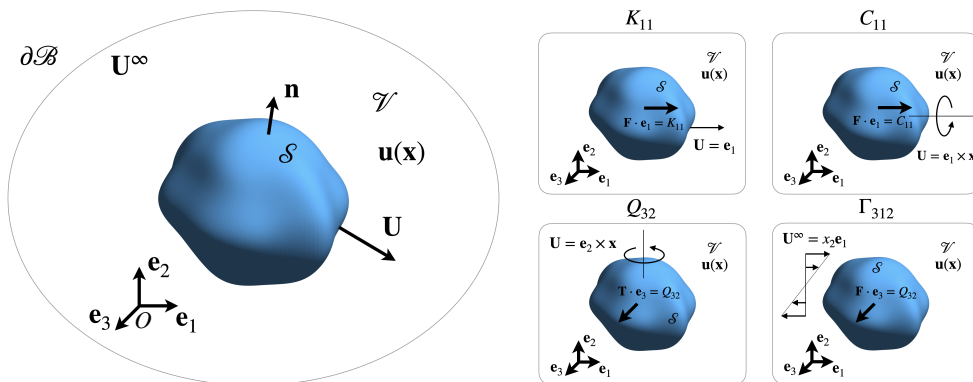 ∂ℬ
U∞
n
𝒱
𝒮
u(x)
U
e₂
e₃
O
e₁
K₁₁
𝒱
u(x)
𝒮
F · e₁ = K₁₁
U = e₁
e₂
e₃
e₁
C₁₁
𝒱
u(x)
𝒮
F · e₁ = C₁₁
U = e₁ × x
e₂
e₃
e₁
Q₃₂
U = e₂ × x
𝒱
u(x)
T · e₃ = Q₃₂
𝒮
e₂
e₃
e₁
Γ₃₁₂
U∞ = x₂e₁
𝒱
u(x)
𝒮
F · e₃ = Q₃₂
e₂
e₃
e₁